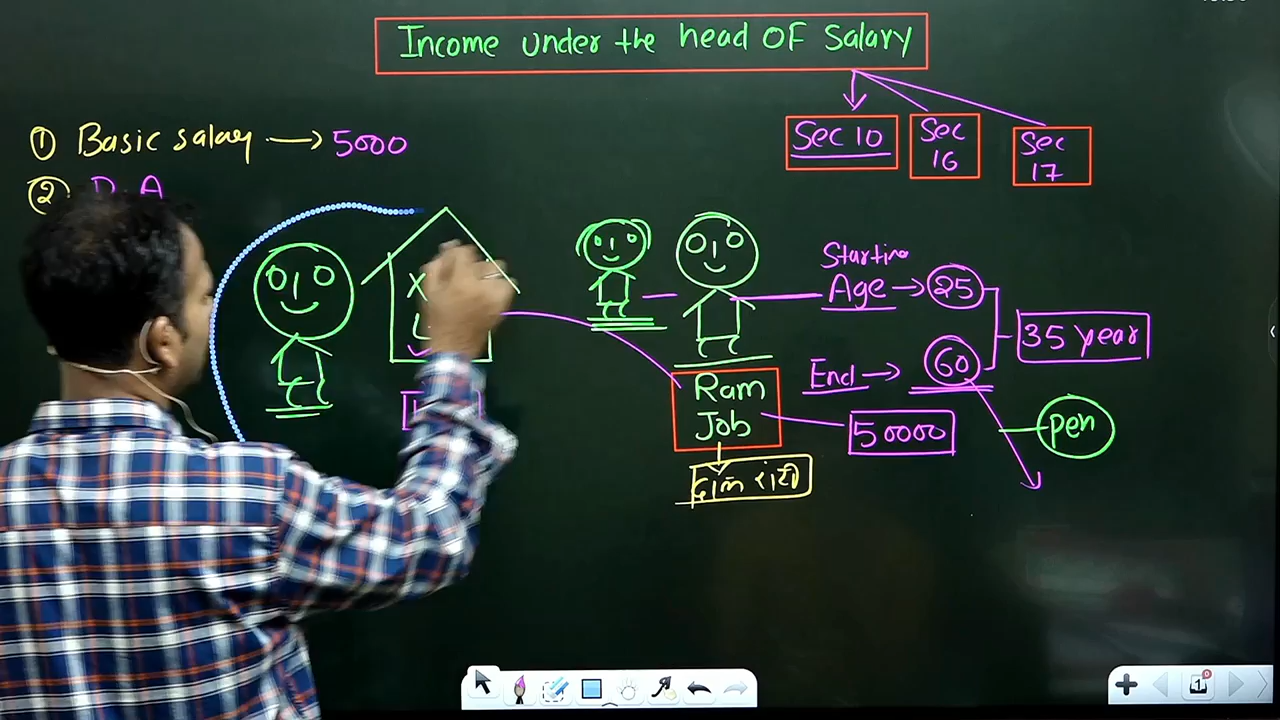 Income under the head OF Salary
Sec 10
Sec
16
Sec
17
① Basic salary → 5000
② D.A
Starting
Age → 25
End → 60
35 year
Ram
Job
50000
pen